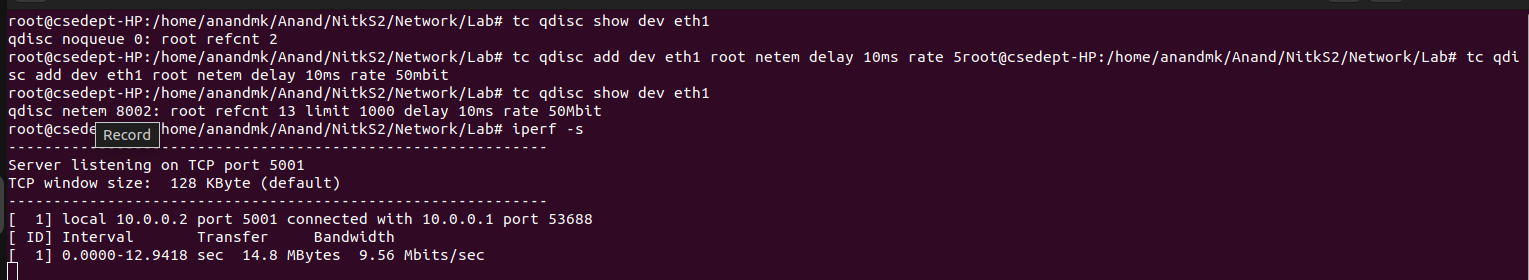 root@csedept-HP:/home/anandmk/Anand/NitkS2/Network/Lab# tc qdisc show dev eth1
qdisc noqueue 0: root refcnt 2
root@csedept-HP:/home/anandmk/Anand/NitkS2/Network/Lab# tc qdisc add dev eth1 root netem delay 10ms rate 5root@csedept-HP:/home/anandmk/Anand/NitkS2/Network/Lab# tc qdi
sc add dev eth1 root netem delay 10ms rate 50mbit
root@csedept-HP:/home/anandmk/Anand/NitkS2/Network/Lab# tc qdisc show dev eth1
qdisc netem 8002: root refcnt 13 limit 1000 delay 10ms rate 50Mbit
root@csed Record /home/anandmk/Anand/NitkS2/Network/Lab# iperf -s
------------------------------------------------------------
Server listening on TCP port 5001
TCP window size:  128 KByte (default)
------------------------------------------------------------
[  1] local 10.0.0.2 port 5001 connected with 10.0.0.1 port 53688
[ ID] Interval       Transfer     Bandwidth
[  1] 0.0000-12.9418 sec  14.8 MBytes  9.56 Mbits/sec